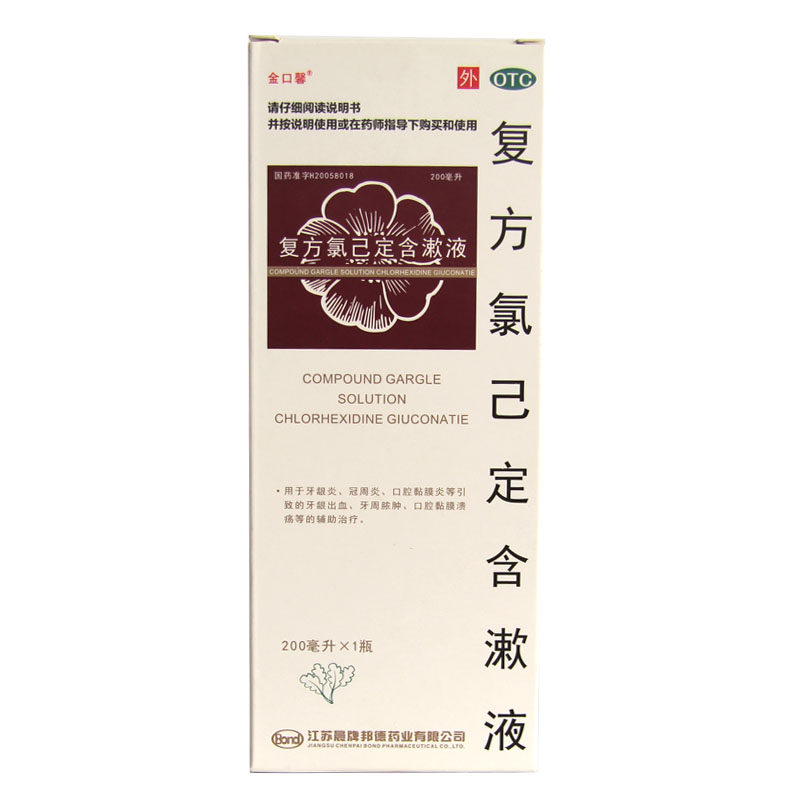 金口馨®
外 OTC
请仔细阅读说明书
并按说明使用或在药师指导下购买和使用
国药准字H20058018 200毫升
复方氯己定含漱液
COMPOUND GARGLE SOLUTION CHLORHEXIDINE GIUCONATIE
COMPOUND GARGLE
SOLUTION
CHLORHEXIDINE GIUCONATIE
·用于牙龈炎、冠周炎、口腔黏膜炎等引
致的牙龈出血、牙周脓肿、口腔黏膜溃
疡等的辅助治疗。
200毫升×1瓶
Bond 江苏晨牌邦德药业有限公司
JIANGSU CHENPAI BOND PHARMACEUTICAL CO.,LTD.
复方氯己定含漱液